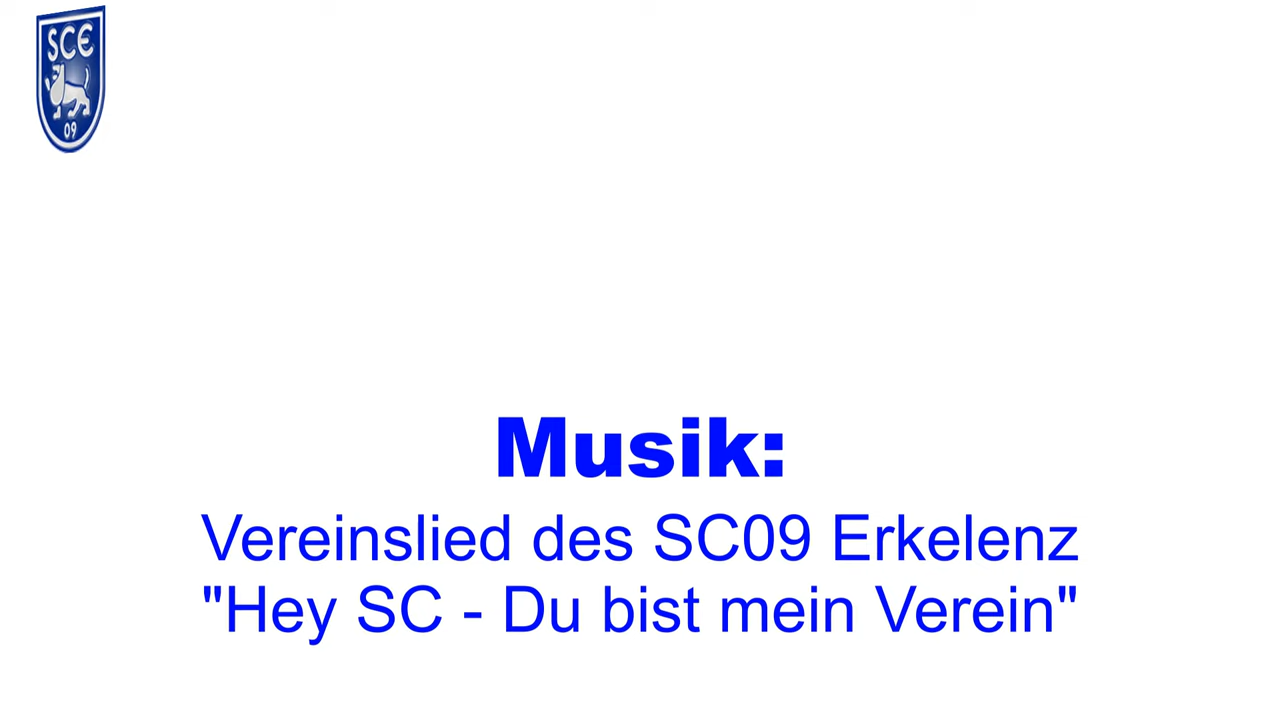 SCE
09
Musik:
Vereinslied des SC09 Erkelenz
"Hey SC - Du bist mein Verein"